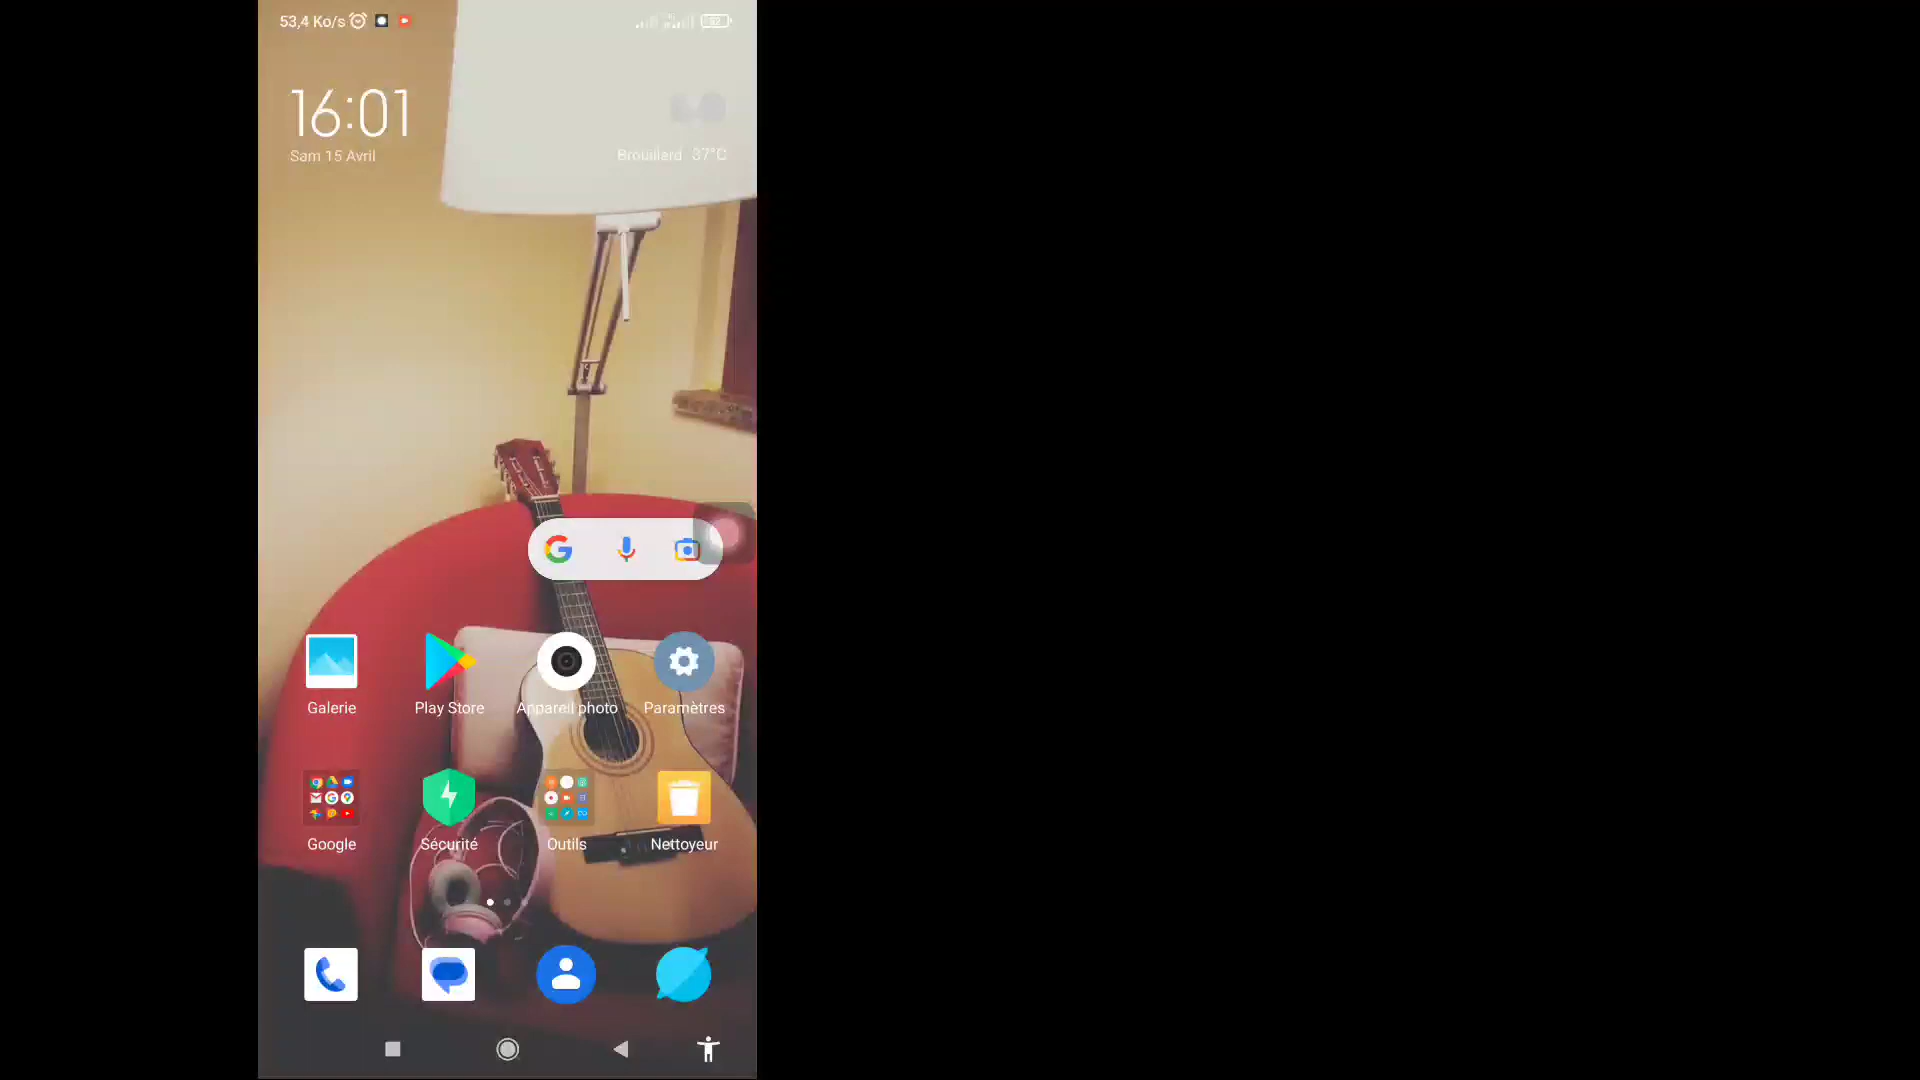 53,4 Ko/s
16:01
Sam 15 Avril
Brouillard 37°C
Galerie
Play Store
Appareil photo
Paramètres
Google
Sécurité
Outils
Nettoyeur